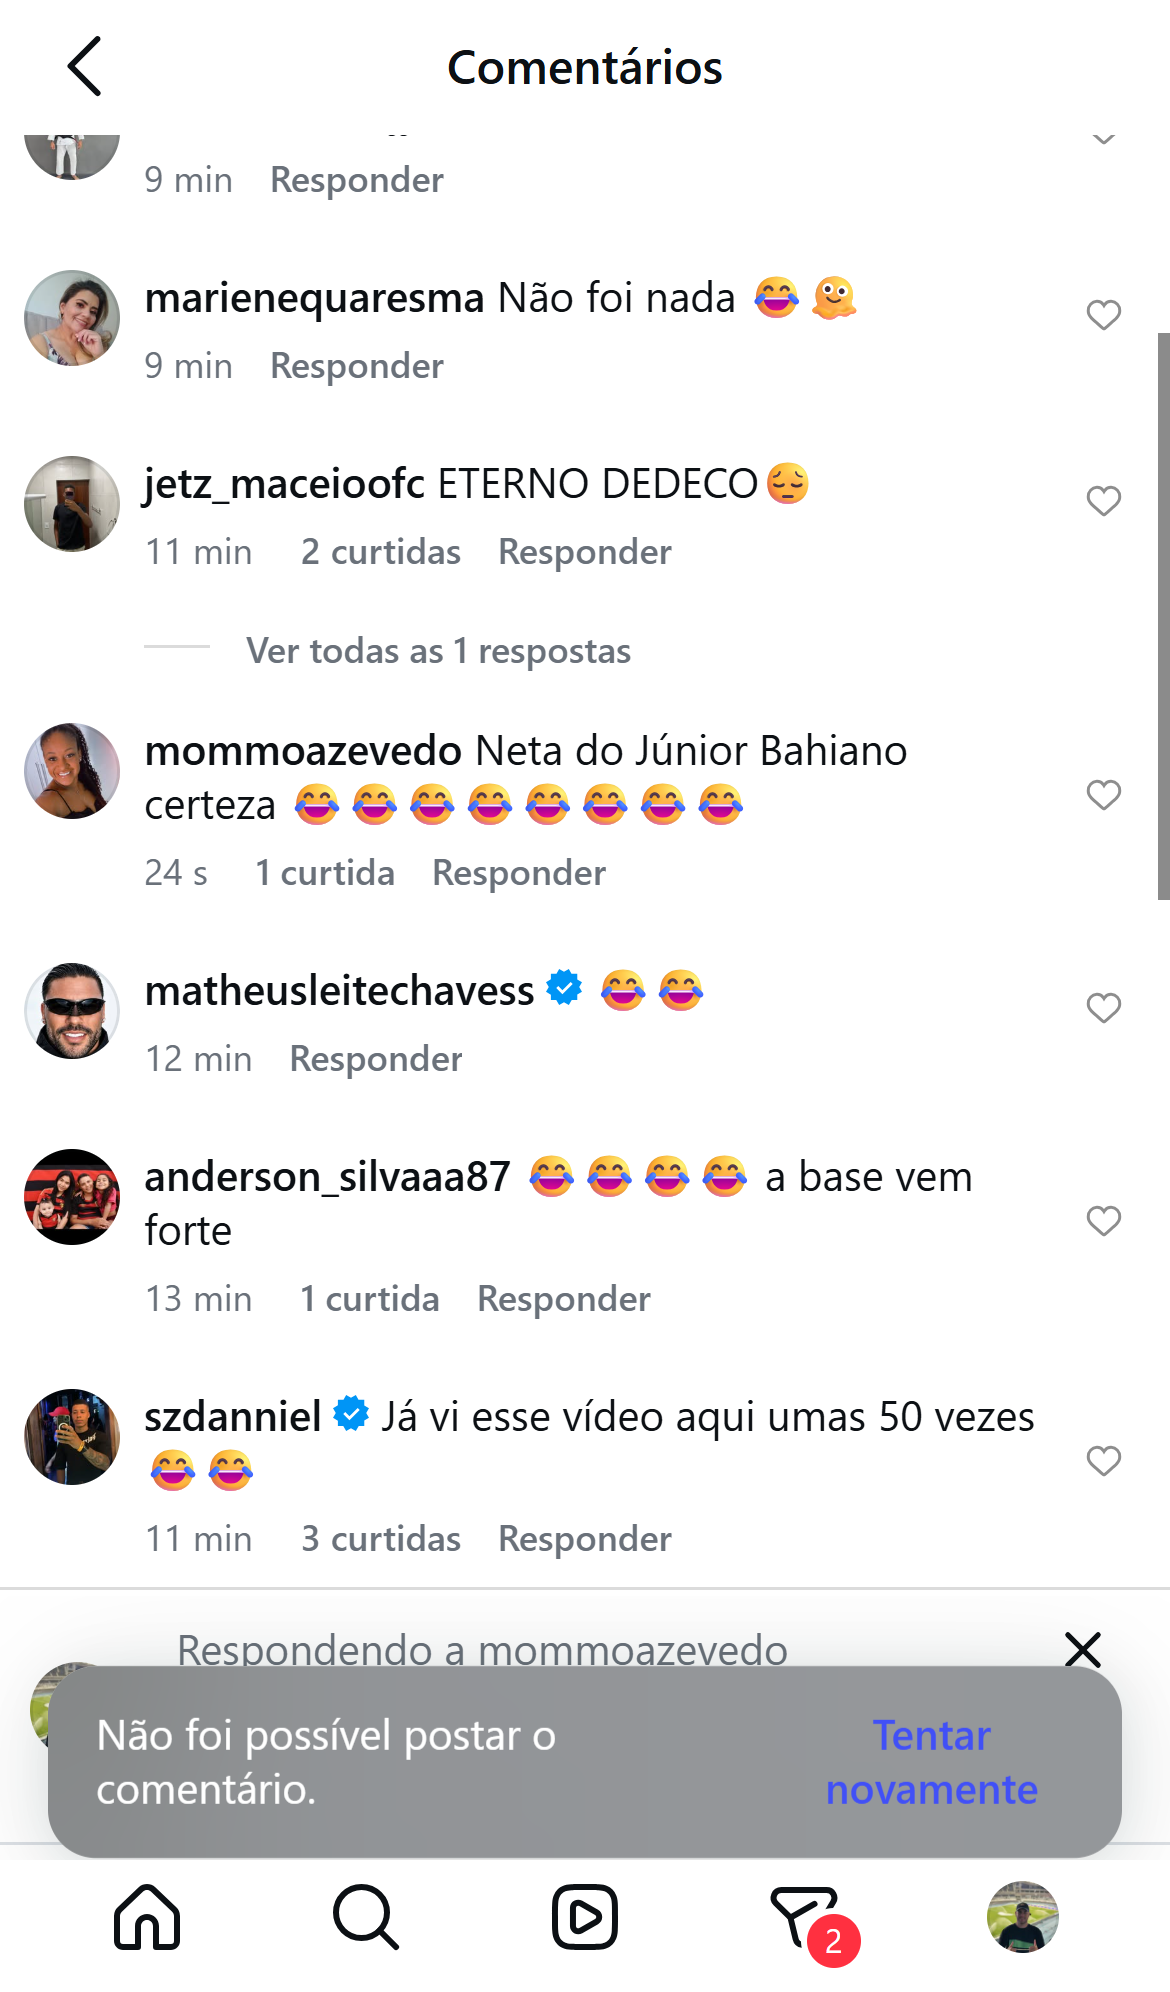 Comentários
9 min Responder
marienequaresma Não foi nada 😂🫠
9 min Responder
jetz_maceioofc ETERNO DEDECO😔
11 min 2 curtidas Responder
Ver todas as 1 respostas
mommoazevedo Neta do Júnior Bahiano
certeza 😂😂😂😂😂😂😂😂
24 s 1 curtida Responder
matheusleitechavess 😂😂
12 min Responder
anderson_silvaaa87 😂😂😂😂 a base vem
forte
13 min 1 curtida Responder
szdanniel Já vi esse vídeo aqui umas 50 vezes
😂😂
11 min 3 curtidas Responder
Respondendo a mommoazevedo
Não foi possível postar o
comentário.
Tentar
novamente
2